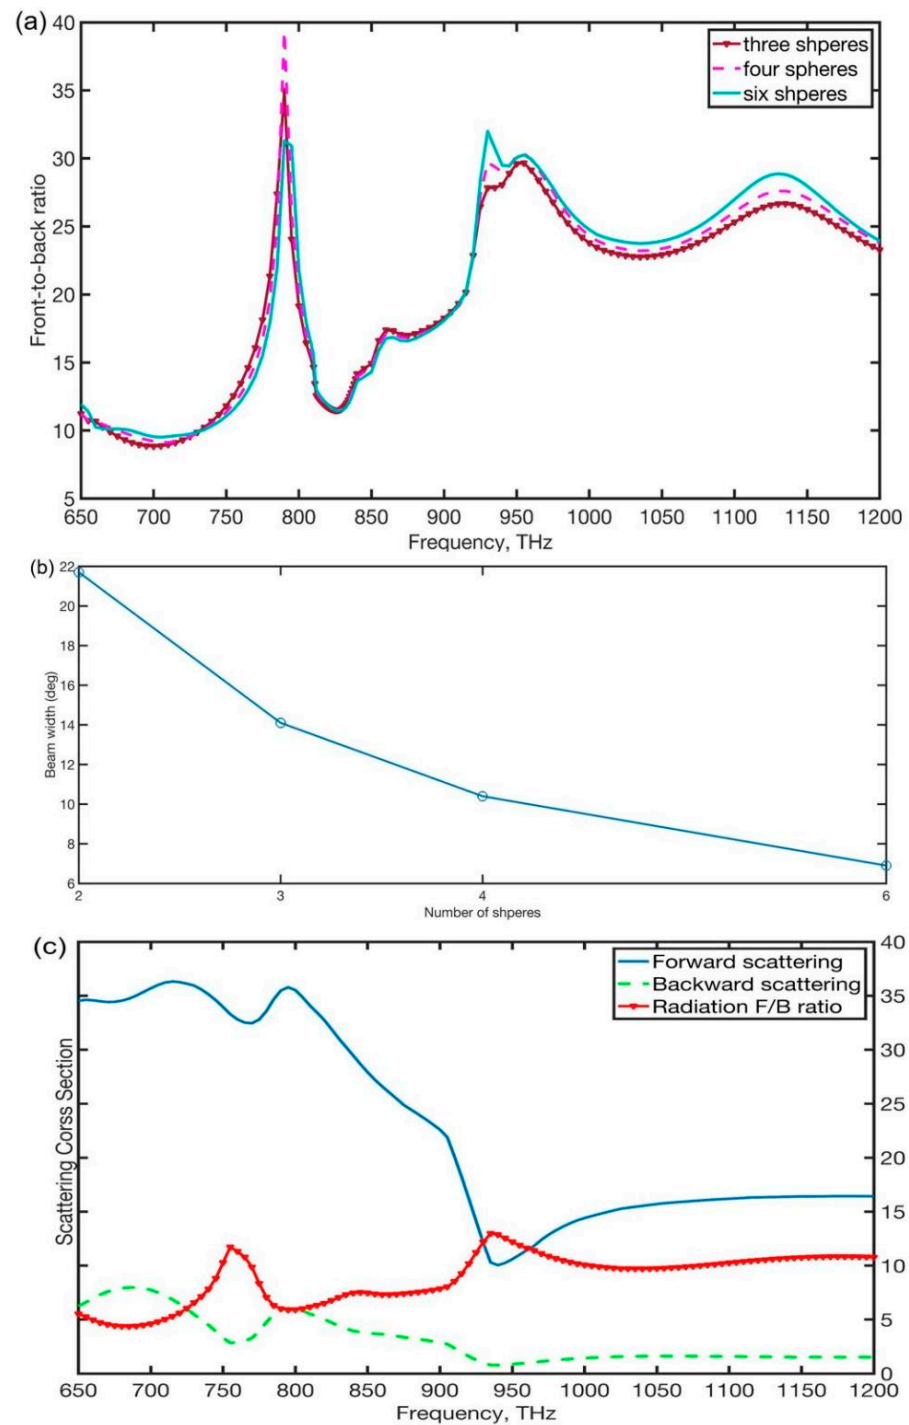 (a)
40
35
30
25
20
15
10
5
Front-to-back ratio
three shperes
four spheres
six shperes
650 700 750 800 850 900 950 1000 1050 1100 1150 1200
Frequency, THz
(b)
22
20
18
16
14
12
10
8
6
Beam width (deg)
2 3 4 6
Number of shperes
(c)
Scattering Corss Section
Forward scattering
Backward scattering
Radiation F/B ratio
40
35
30
25
20
15
10
5
0
650 700 750 800 850 900 950 1000 1050 1100 1150 1200
Frequency, THz